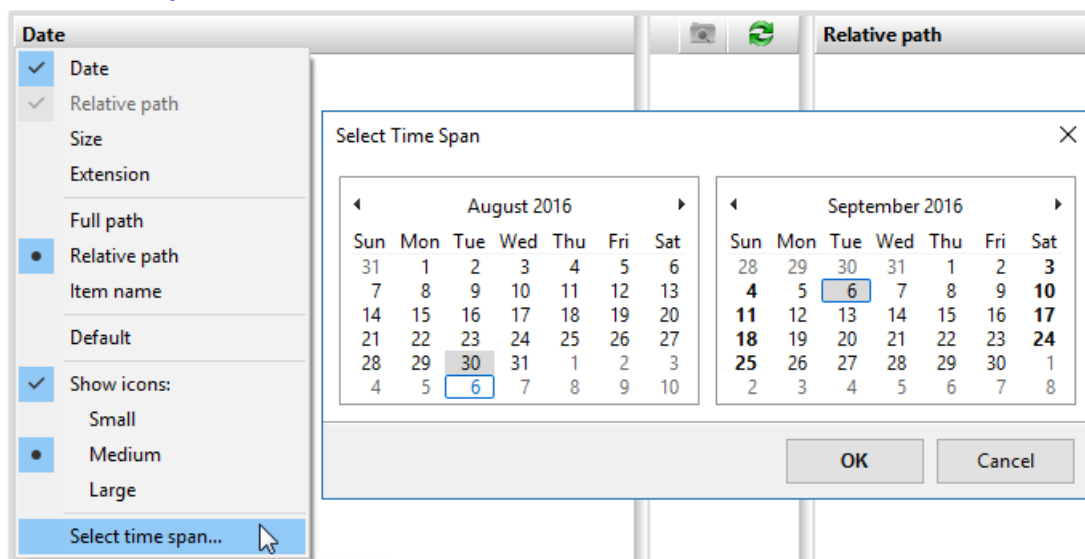 Date
Relative path
Date
Relative path
Size
Extension
Full path
Relative path
Item name
Default
Show icons:
Small
Medium
Large
Select time span...
Select Time Span
August 2016
Sun Mon Tue Wed Thu Fri Sat
31 1 2 3 4 5 6
7 8 9 10 11 12 13
14 15 16 17 18 19 20
21 22 23 24 25 26 27
28 29 30 31 1 2 3
4 5 6 7 8 9 10
September 2016
Sun Mon Tue Wed Thu Fri Sat
28 29 30 31 1 2 3
4 5 6 7 8 9 10
11 12 13 14 15 16 17
18 19 20 21 22 23 24
25 26 27 28 29 30 1
2 3 4 5 6 7 8
OK Cancel